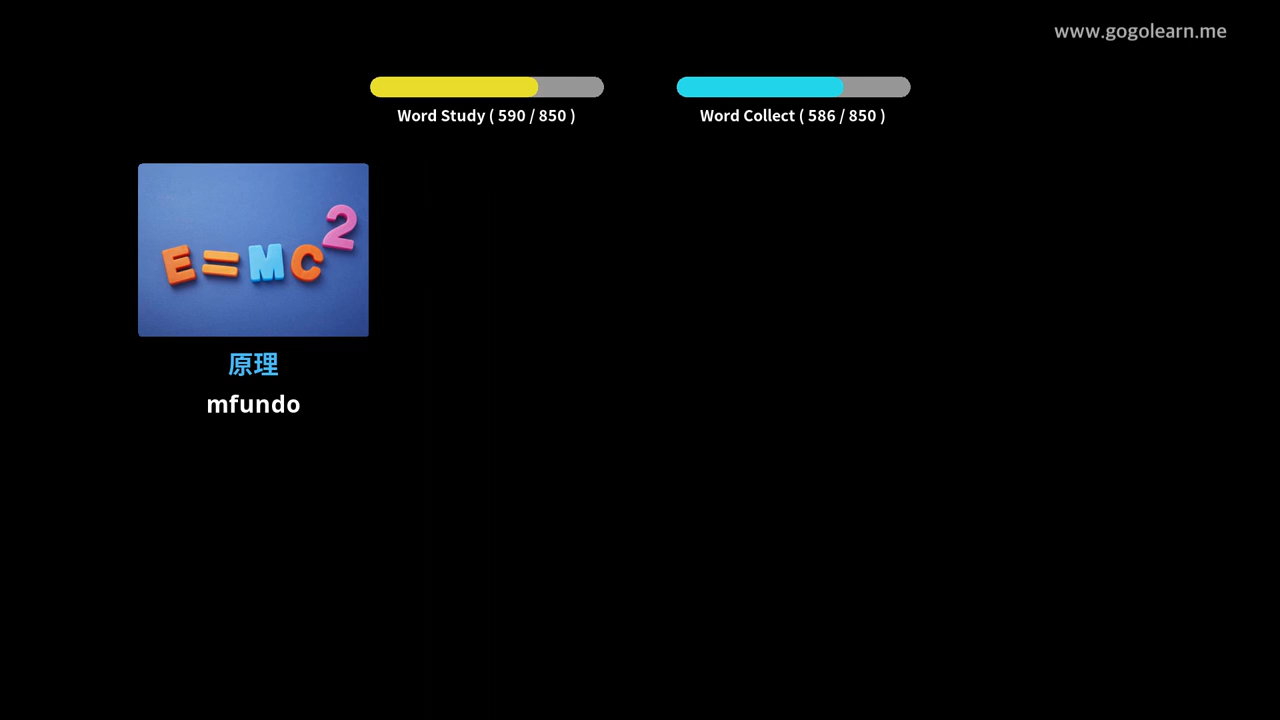 www.gogolearn.me
Word Study ( 590 / 850 )
Word Collect ( 586 / 850 )
E=MC²
原理
mfundo